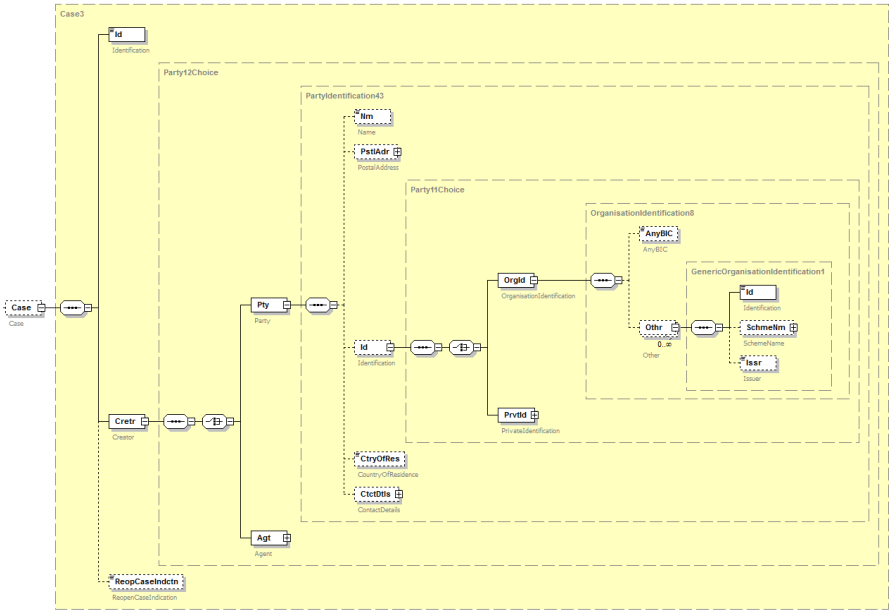 Case3
Id
Identification
Party12Choice
PartyIdentification43
Nm
Name
PstlAdr
PostalAddress
Party11Choice
OrganisationIdentification8
AnyBIC
AnyBIC
GenericOrganisationIdentification1
OrgId
OrganisationIdentification
Id
Identification
Case
Case
Pty
Party
Othr
0..∞
Other
SchmeNm
SchemeName
Id
Identification
Issr
Issuer
Cretr
Creator
PrvtId
PrivateIdentification
CtryOfRes
CountryOfResidence
CtctDtls
ContactDetails
Agt
Agent
ReopCaseIndctn
ReopenCaseIndication